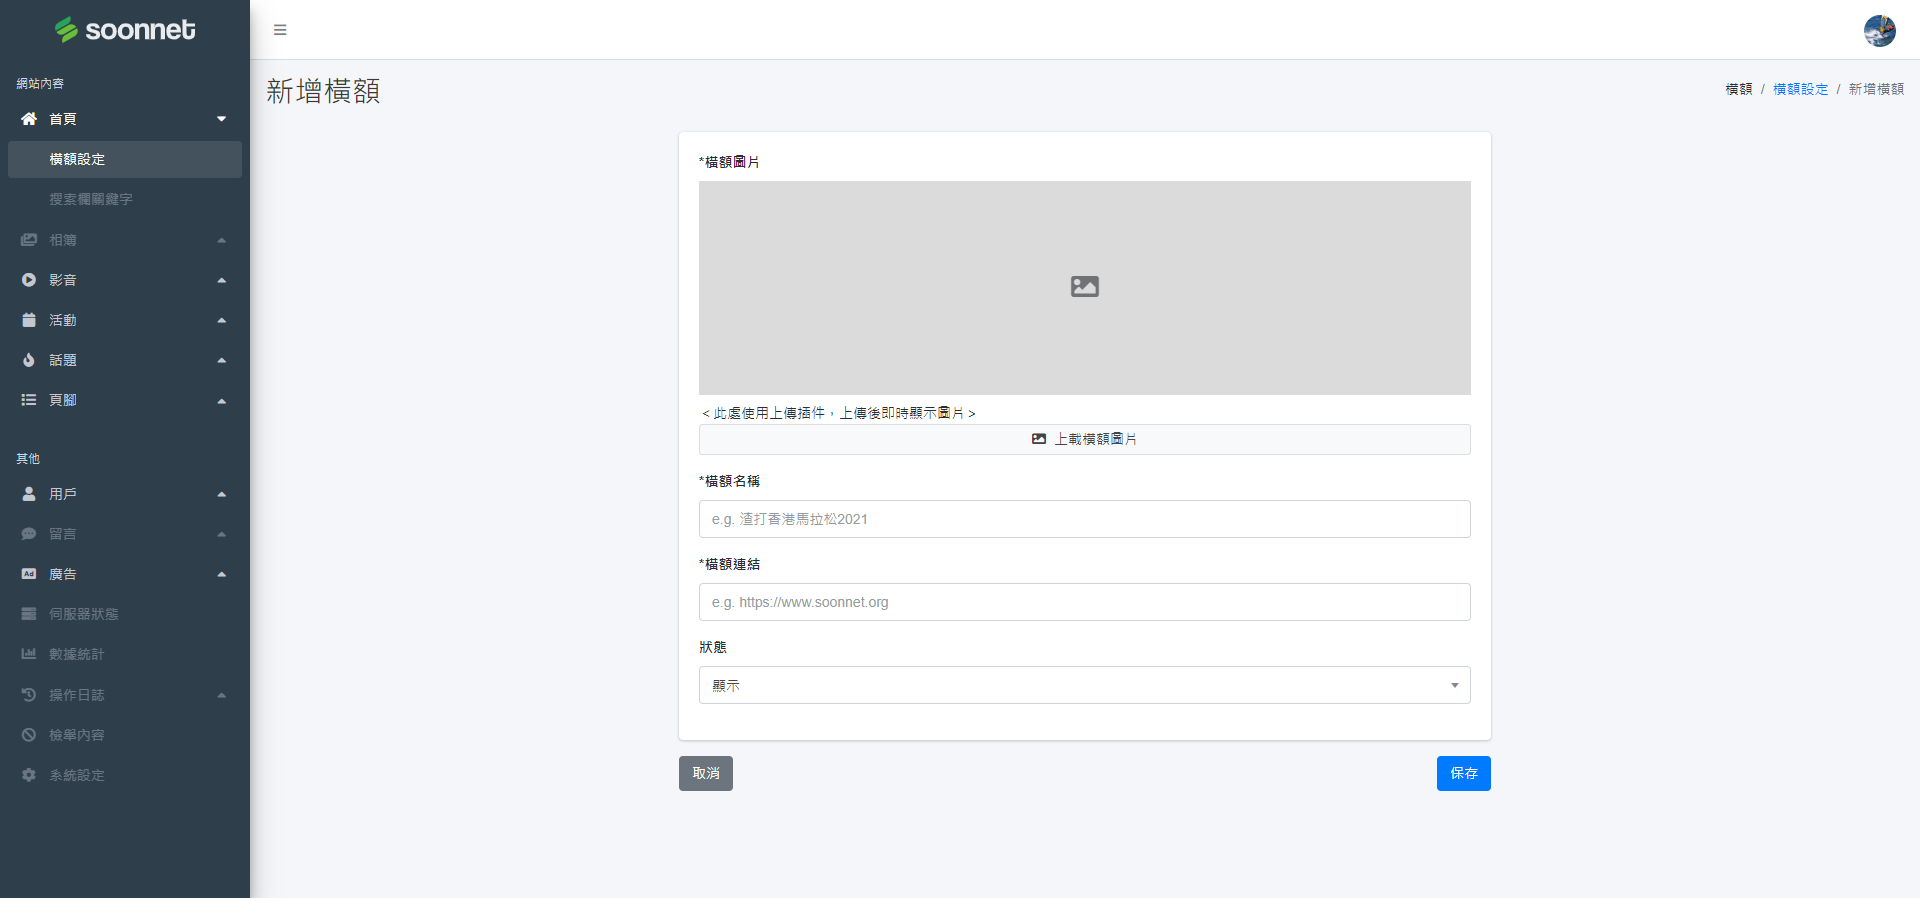 soonnet
網站內容
首頁
橫額設定
搜索欄關鍵字
相簿
影音
活動
話題
頁腳
其他
用戶
留言
Ad 廣告
伺服器狀態
數據統計
操作日誌
檢舉內容
系統設定
新增橫額
橫額 / 橫額設定 / 新增橫額
*橫額圖片
<此處使用上傳插件，上傳後即時顯示圖片>
上載橫額圖片
*橫額名稱
e.g. 渣打香港馬拉松2021
*橫額連結
e.g. https://www.soonnet.org
狀態
顯示
取消
保存